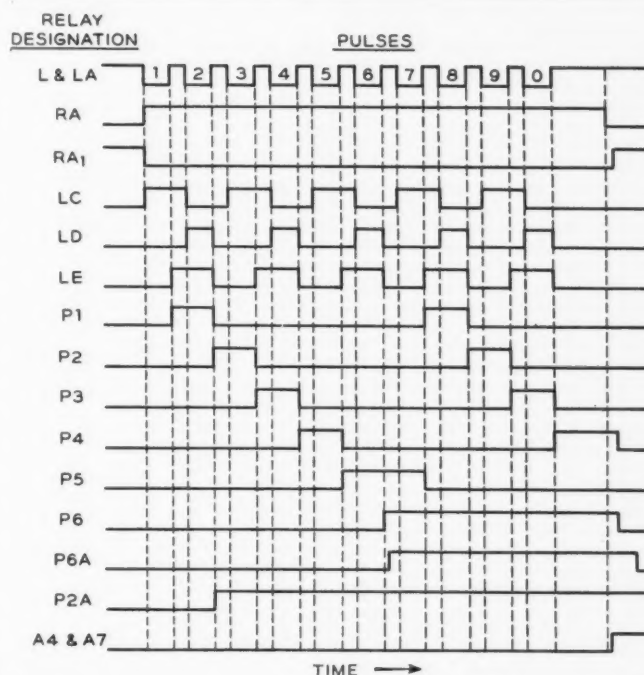 RELAY
DESIGNATION
PULSES
L & LA
1 2 3 4 5 6 7 8 9 0
RA
RA1
LC
LD
LE
P1
P2
P3
P4
P5
P6
P6A
P2A
A4 & A7
TIME